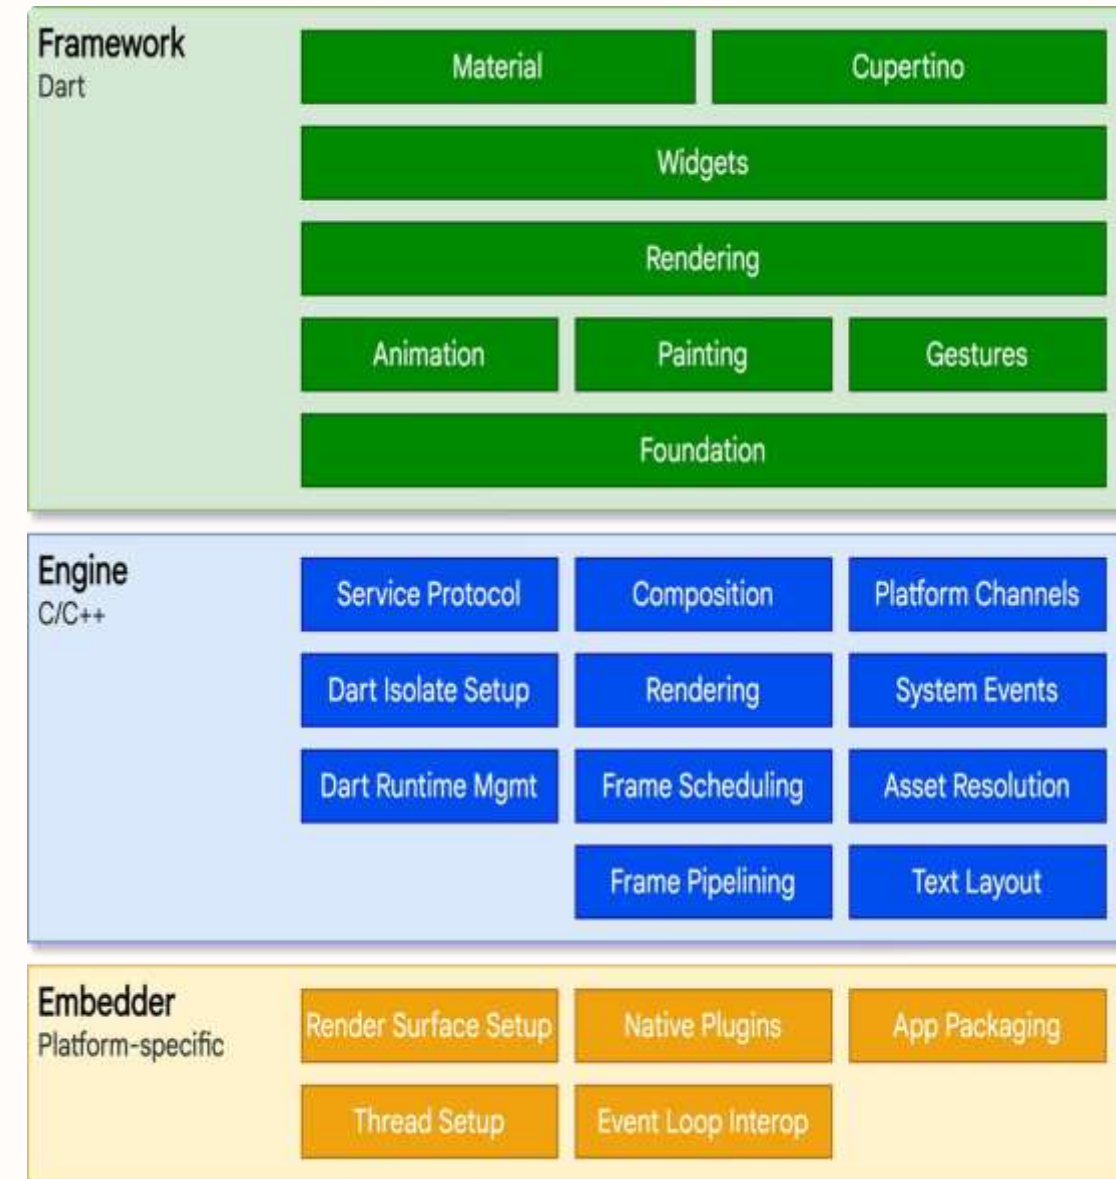 Framework
Dart
Material
Cupertino
Widgets
Rendering
Animation
Painting
Gestures
Foundation
Engine
C/C++
Service Protocol
Composition
Platform Channels
Dart Isolate Setup
Rendering
System Events
Dart Runtime Mgmt
Frame Scheduling
Asset Resolution
Frame Pipelining
Text Layout
Embedder
Platform-specific
Render Surface Setup
Native Plugins
App Packaging
Thread Setup
Event Loop Interop